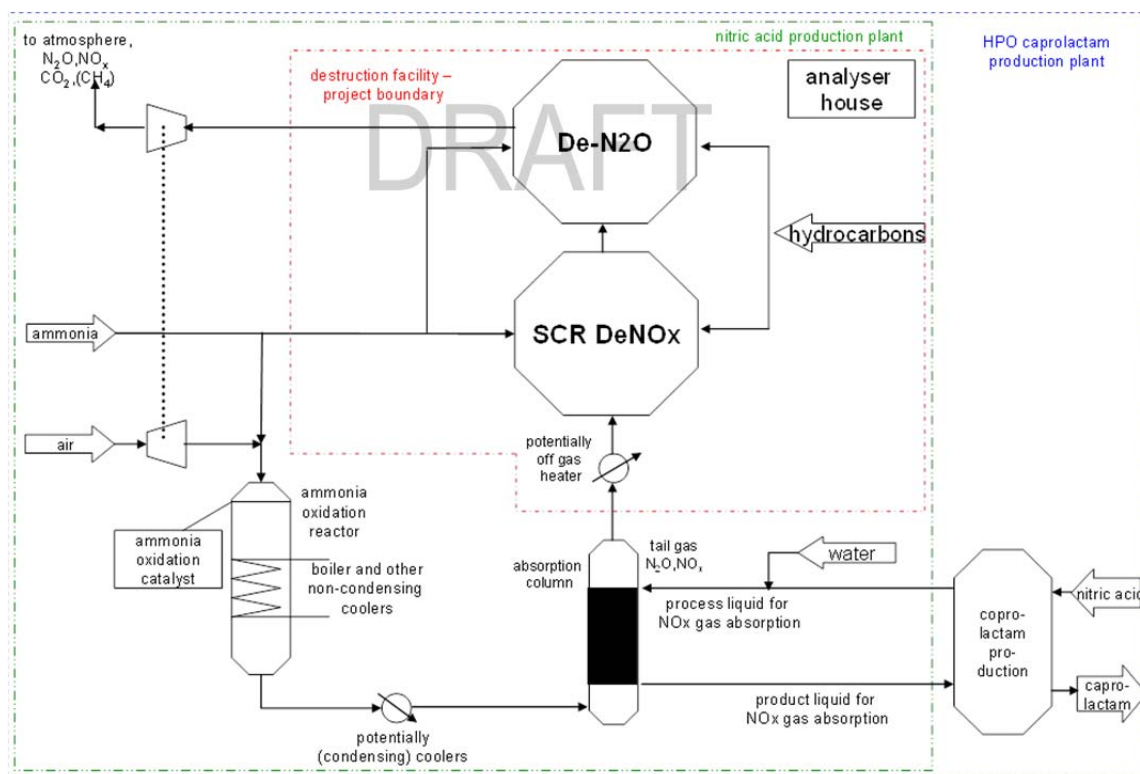 to atmosphere,
N₂O,NOₓ
CO₂,(CH₄)
nitric acid production plant
HPO caprolactam
production plant
destruction facility –
project boundary
analyser
house
DRAFT
De-N2O
hydrocarbons
ammonia
SCR DeNOx
air
potentially
off gas
heater
ammonia
oxidation
reactor
ammonia
oxidation
catalyst
boiler and other
non-condensing
coolers
absorption
column
tail gas
N₂O,NOₓ
water
process liquid for
NOx gas absorption
product liquid for
NOx gas absorption
copro-
lactam
pro-
duction
nitric acid
capro-
lactam
potentially
(condensing) coolers